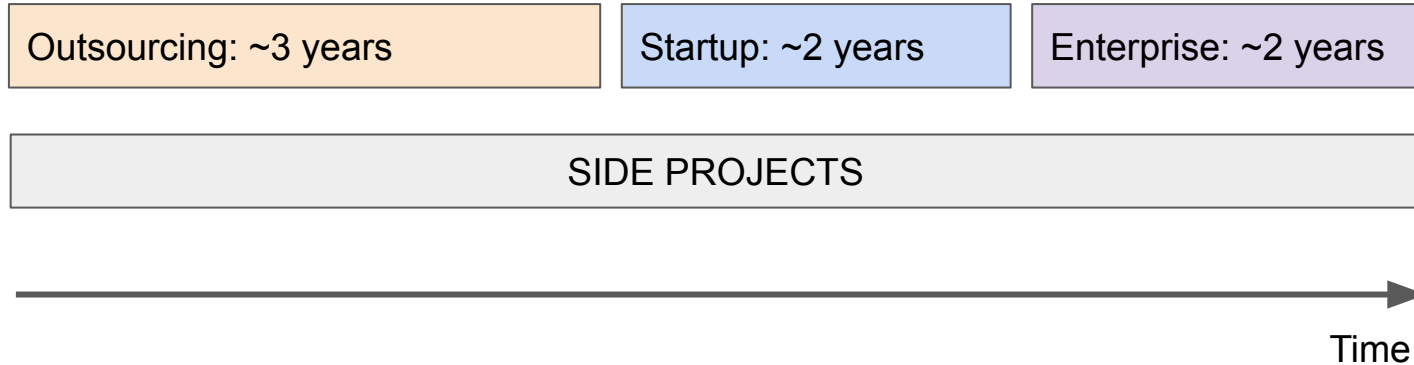 Outsourcing: ~3 years
Startup: ~2 years
Enterprise: ~2 years
SIDE PROJECTS
Time